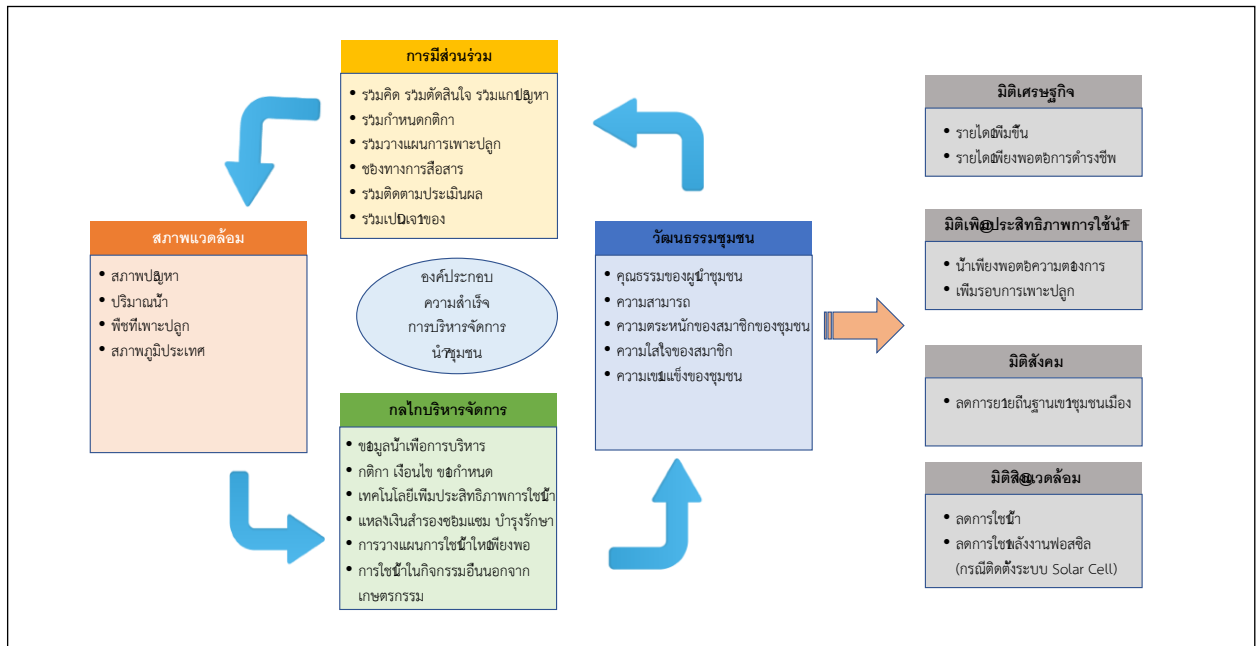 การมีส่วนร่วม
ร่วมคิด ร่วมตัดสินใจ ร่วมแก้ปัญหา
ร่วมกำหนดกติกา
ร่วมวางแผนการเพาะปลูก
ช่องทางการสื่อสาร
ร่วมติดตามประเมินผล
ร่วมเป็นเจ้าของ
สภาพแวดล้อม
สภาพปัญหา
ปริมาณน้ำ
พืชที่เพาะปลูก
สภาพภูมิประเทศ
องค์ประกอบ
ความสำเร็จ
การบริหารจัดการ
น้ำชุมชน
กลไกบริหารจัดการ
ข้อมูลน้ำเพื่อการบริหาร
กติกา เงื่อนไข ข้อกำหนด
เทคโนโลยีเพิ่มประสิทธิภาพการใช้น้ำ
แหล่งเงินสำรองซ่อมแซม บำรุงรักษา
การวางแผนการใช้น้ำให้เพียงพอ
การใช้น้ำในกิจกรรมอื่นนอกจาก
เกษตรกรรม
วัฒนธรรมชุมชน
คุณธรรมของผู้นำชุมชน
ความสามารถ
ความตระหนักของสมาชิกของชุมชน
ความใส่ใจของสมาชิก
ความเข้มแข็งของชุมชน
มิติเศรษฐกิจ
รายได้เพิ่มขึ้น
รายได้เพียงพอต่อการดำรงชีพ
มิติเพิ่มประสิทธิภาพการใช้น้ำ
น้ำเพียงพอต่อความต้องการ
เพิ่มรอบการเพาะปลูก
มิติสังคม
ลดการย้ายถิ่นฐานเข้าชุมชนเมือง
มิติสิ่งแวดล้อม
ลดการใช้น้ำ
ลดการใช้พลังงานฟอสซิล
(กรณีติดตั้งระบบ Solar Cell)